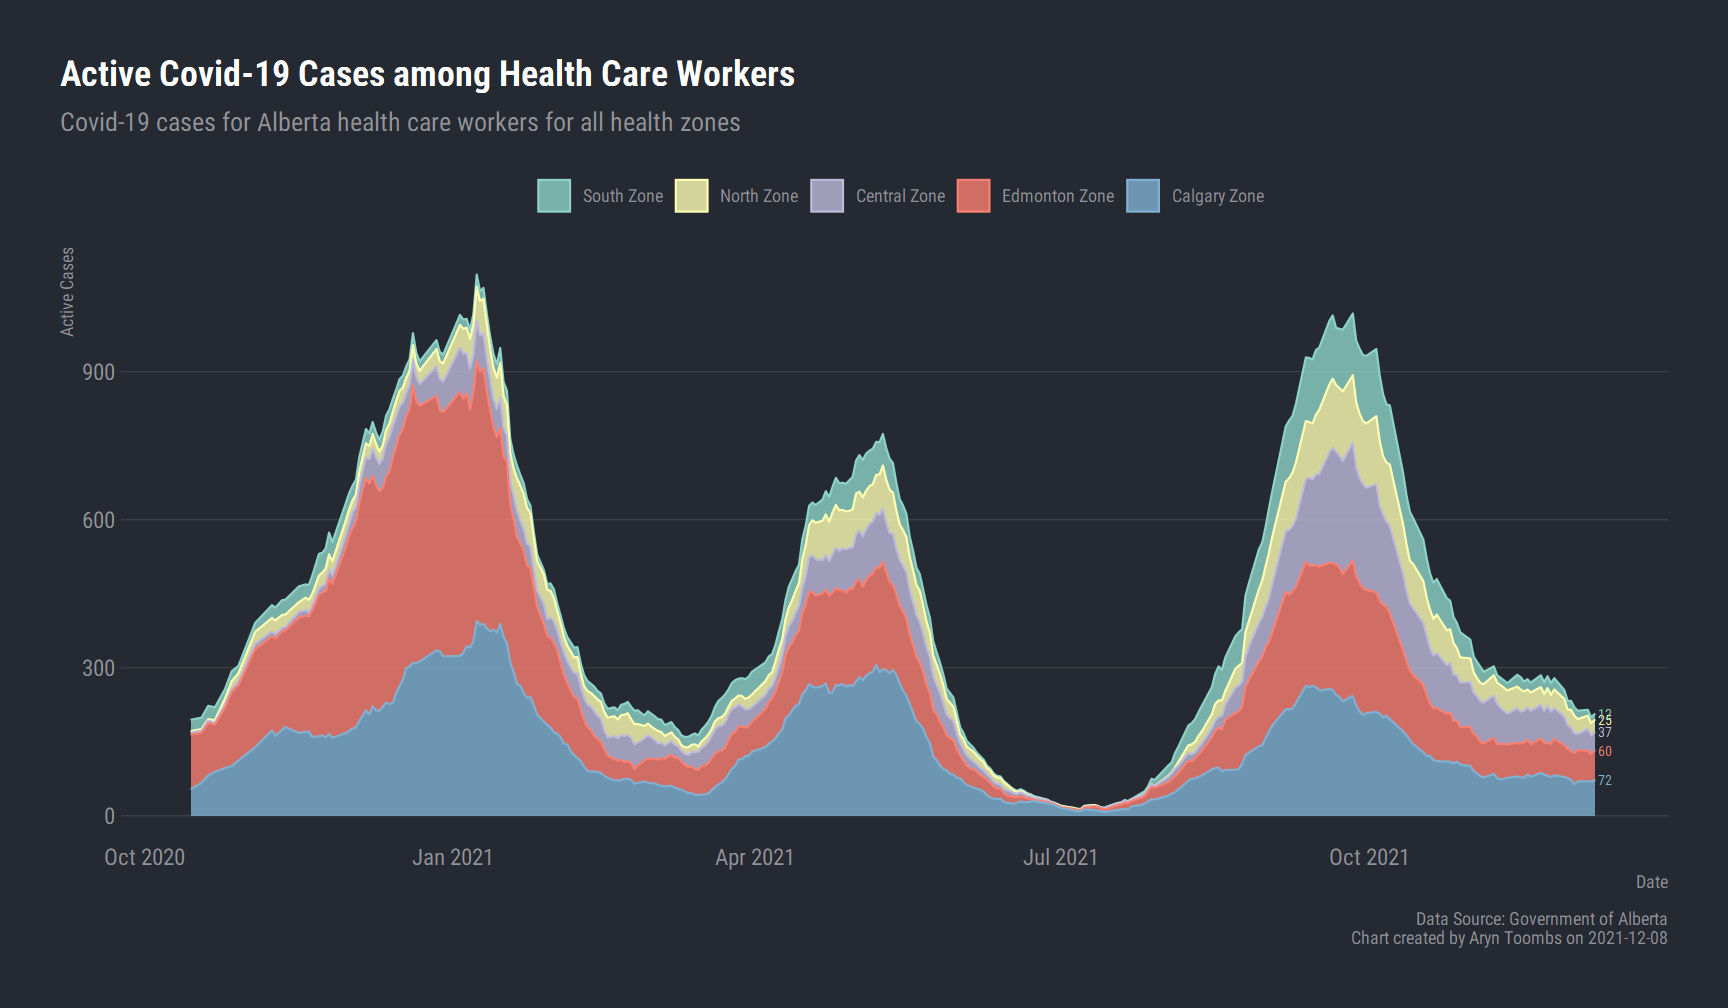 Active Covid-19 Cases among Health Care Workers
Covid-19 cases for Alberta health care workers for all health zones
South Zone North Zone Central Zone Edmonton Zone Calgary Zone
Active Cases
900
600
300
0
12
25
37
60
72
Oct 2020 Jan 2021 Apr 2021 Jul 2021 Oct 2021
Date
Data Source: Government of Alberta
Chart created by Aryn Toombs on 2021-12-08